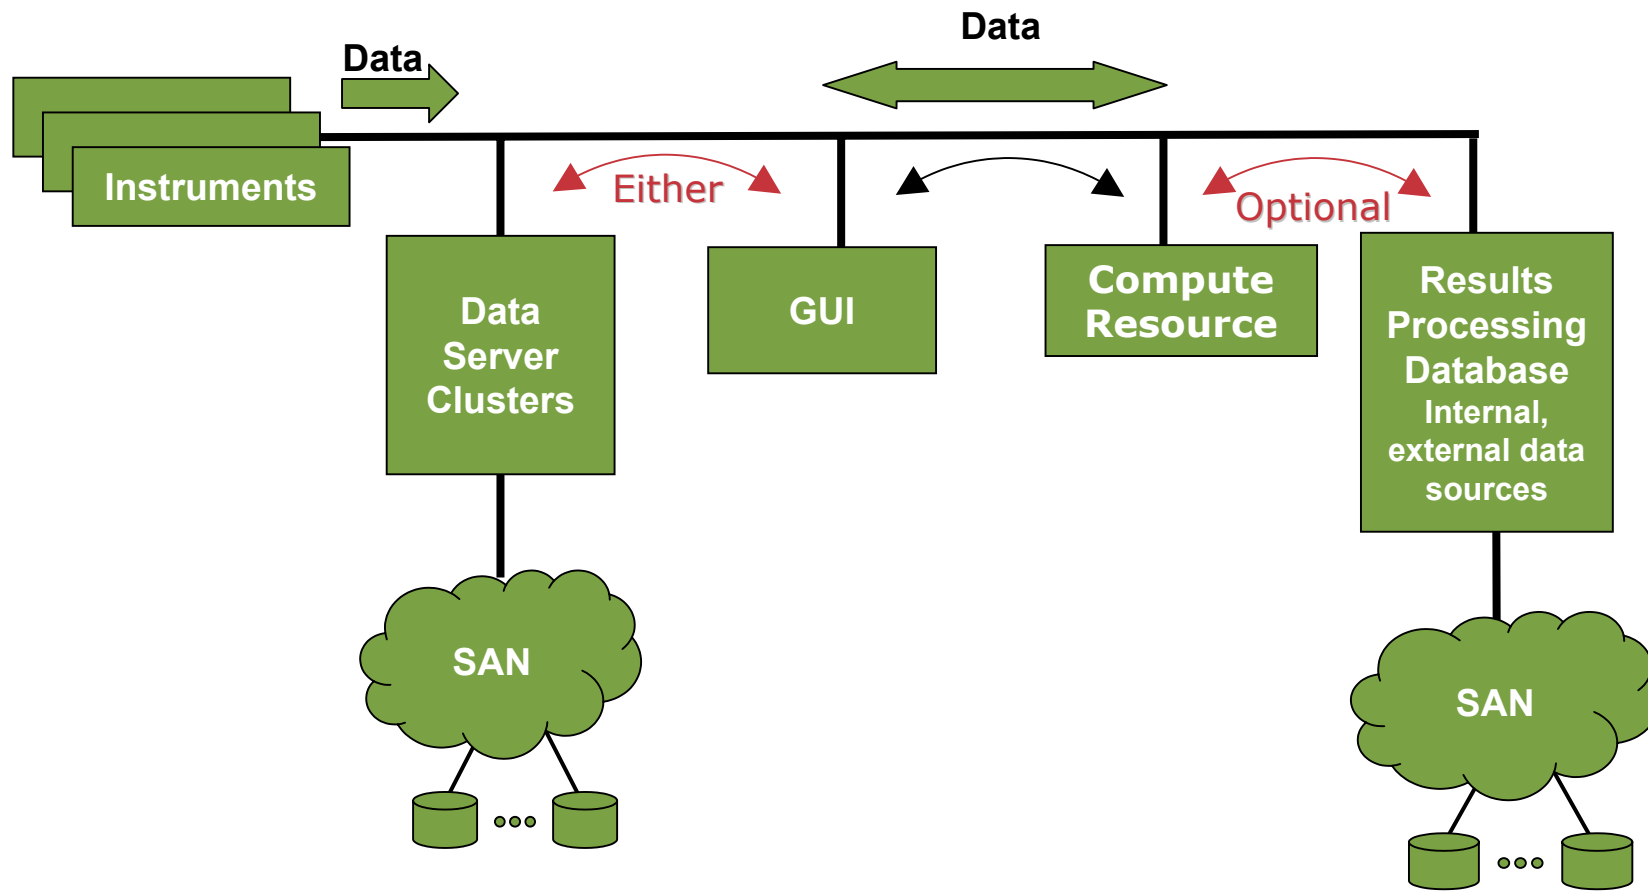 Data
Data
Instruments
Either
Optional
Data
Server
Clusters
GUI
Compute
Resource
Results
Processing
Database
Internal,
external data
sources
SAN
SAN